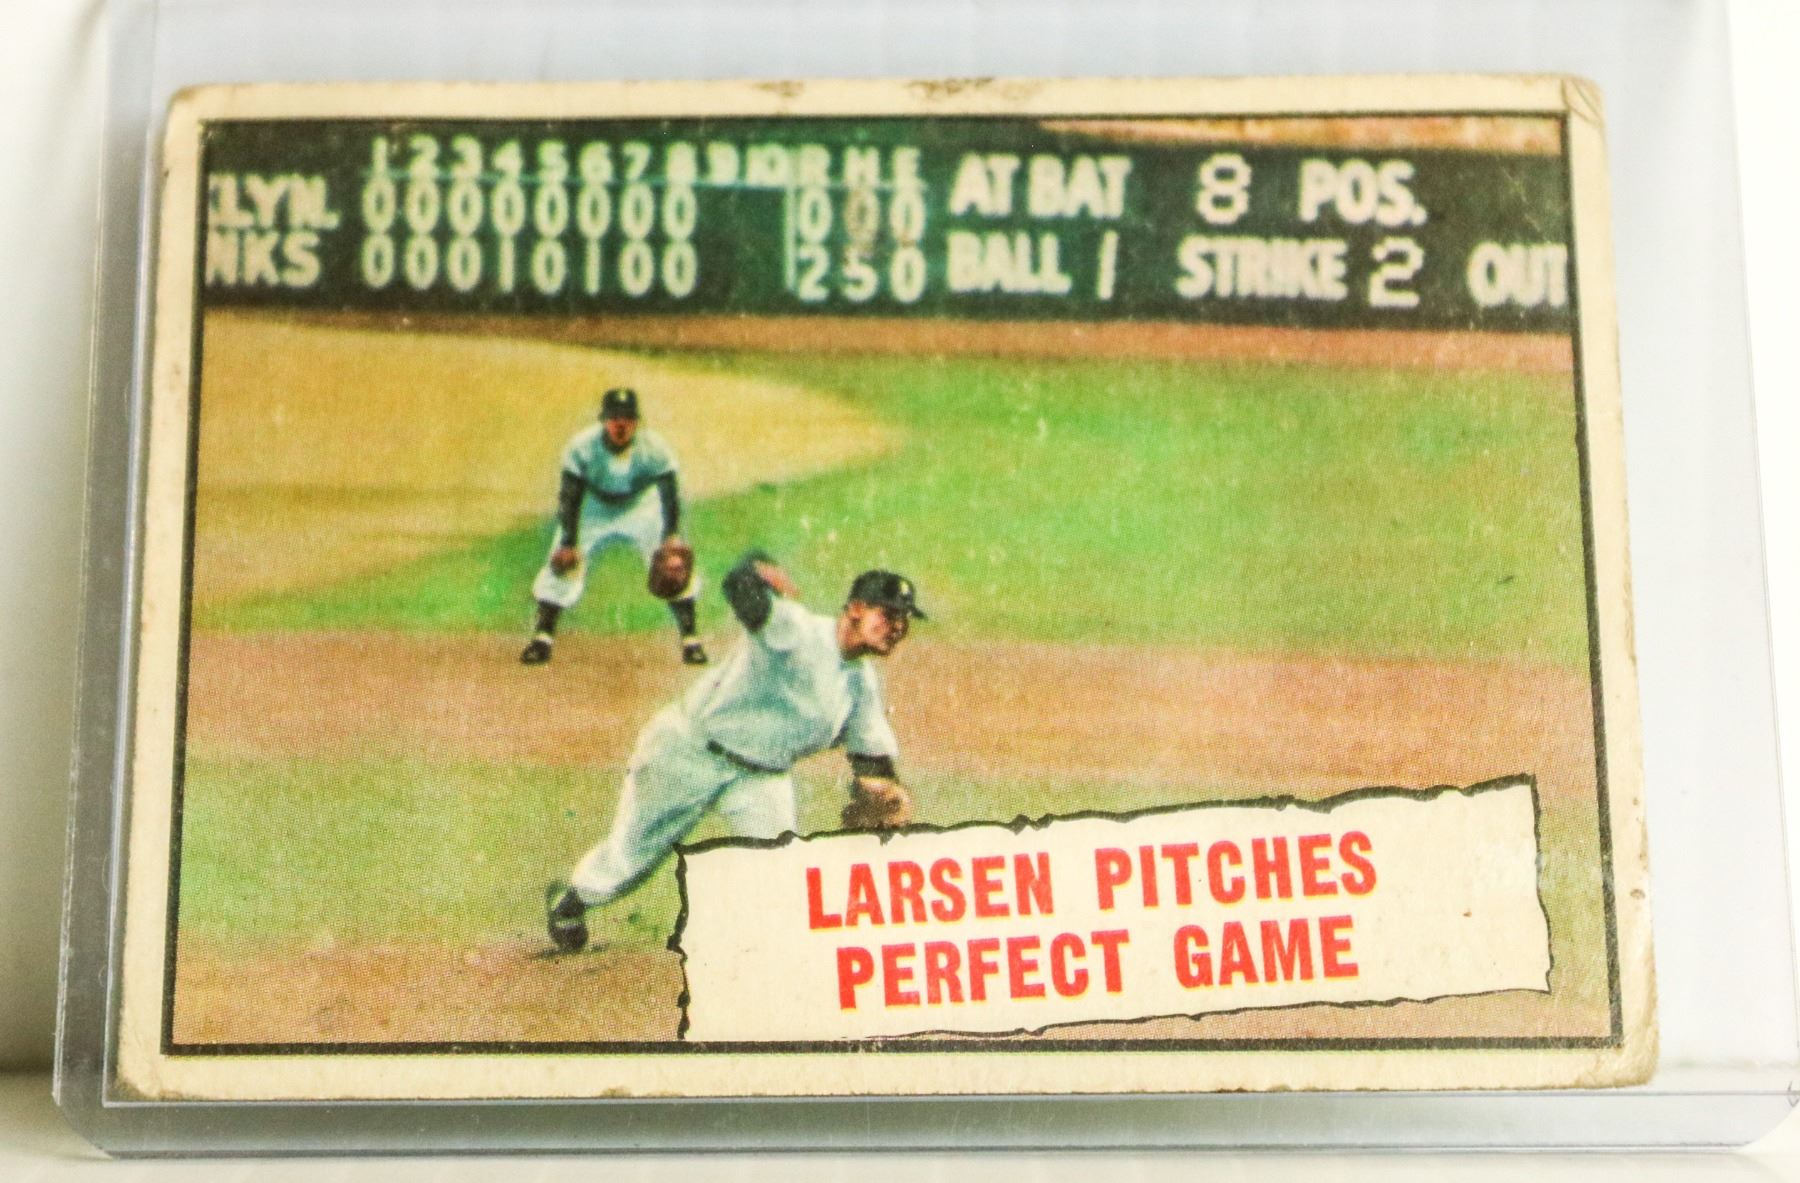 1 2 3 4 5 6 7 8 9 10 R H E AT BAT 8 POS.
KLYN. 0 0 0 0 0 0 0 0 0 0 0
NKS 0 0 0 1 0 1 0 0 2 5 0 BALL 1 STRIKE 2 OUT
LARSEN PITCHES
PERFECT GAME